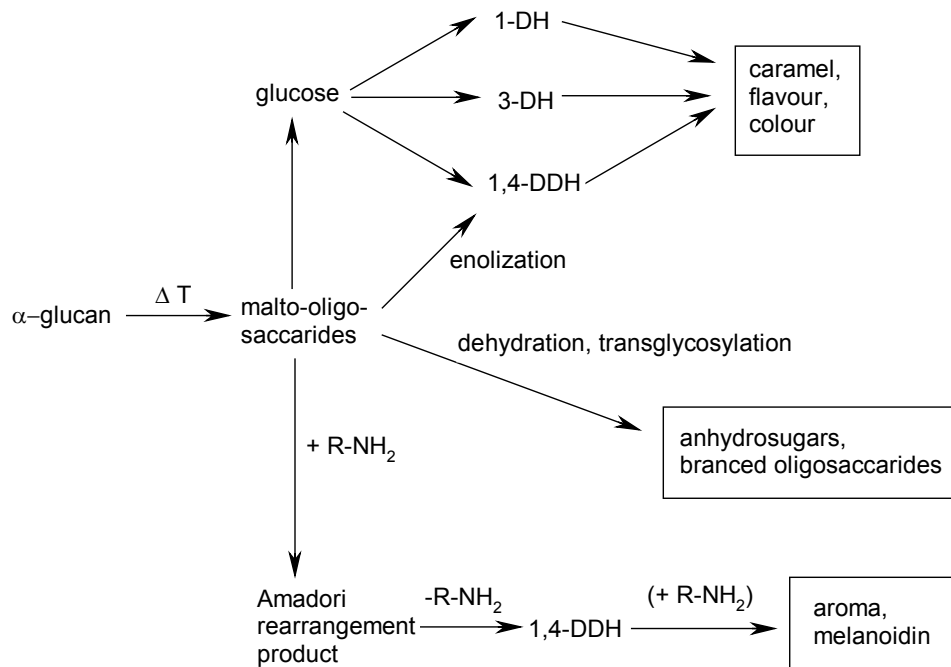 1-DH
glucose
3-DH
1,4-DDH
caramel,
flavour,
colour
enolization
α–glucan
Δ T
malto-oligo-
saccarides
dehydration, transglycosylation
anhydrosugars,
branced oligosaccarides
+ R-NH₂
Amadori
rearrangement
product
-R-NH₂
1,4-DDH
(+ R-NH₂)
aroma,
melanoidin